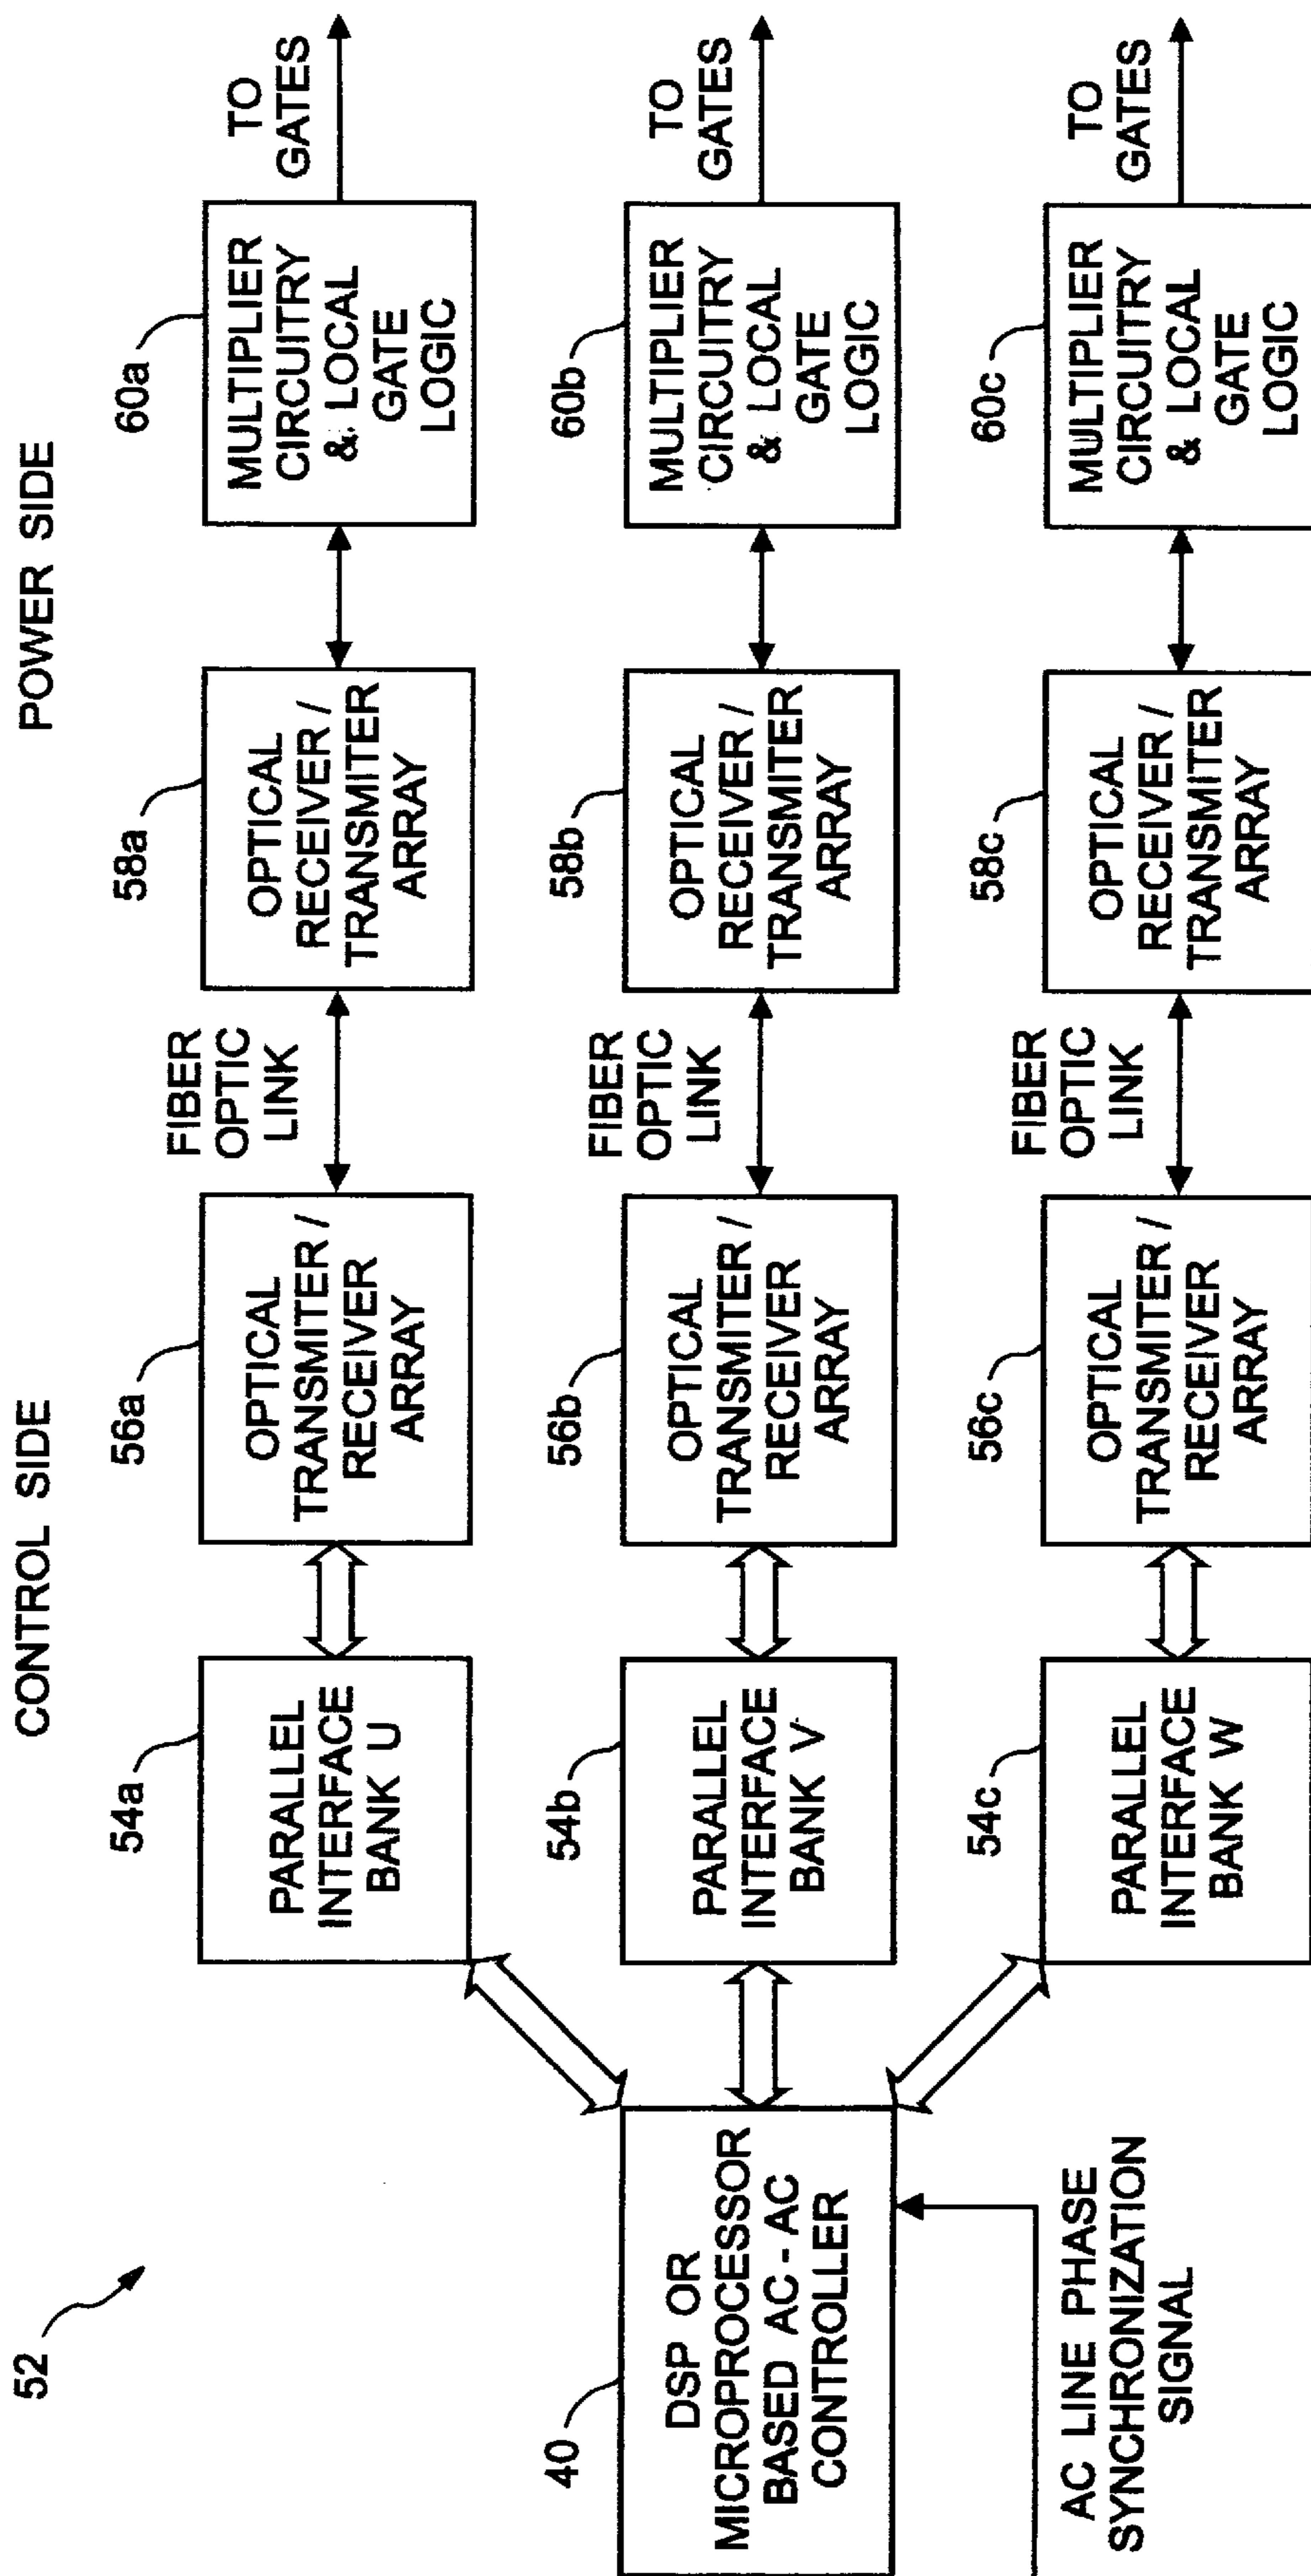 52
CONTROL SIDE
POWER SIDE
54a
56a
58a
60a
PARALLEL
INTERFACE
BANK U
OPTICAL
TRANSMITER /
RECEIVER
ARRAY
FIBER
OPTIC
LINK
OPTICAL
RECEIVER /
TRANSMITER
ARRAY
MULTIPLIER
CIRCUITRY
& LOCAL
GATE
LOGIC
TO
GATES
40
DSP OR
MICROPROCESSOR
BASED AC - AC
CONTROLLER
54b
56b
58b
60b
PARALLEL
INTERFACE
BANK V
OPTICAL
TRANSMITER /
RECEIVER
ARRAY
FIBER
OPTIC
LINK
OPTICAL
RECEIVER /
TRANSMITER
ARRAY
MULTIPLIER
CIRCUITRY
& LOCAL
GATE
LOGIC
TO
GATES
AC LINE PHASE
SYNCHRONIZATION
SIGNAL
54c
56c
58c
60c
PARALLEL
INTERFACE
BANK W
OPTICAL
TRANSMITER /
RECEIVER
ARRAY
FIBER
OPTIC
LINK
OPTICAL
RECEIVER /
TRANSMITER
ARRAY
MULTIPLIER
CIRCUITRY
& LOCAL
GATE
LOGIC
TO
GATES